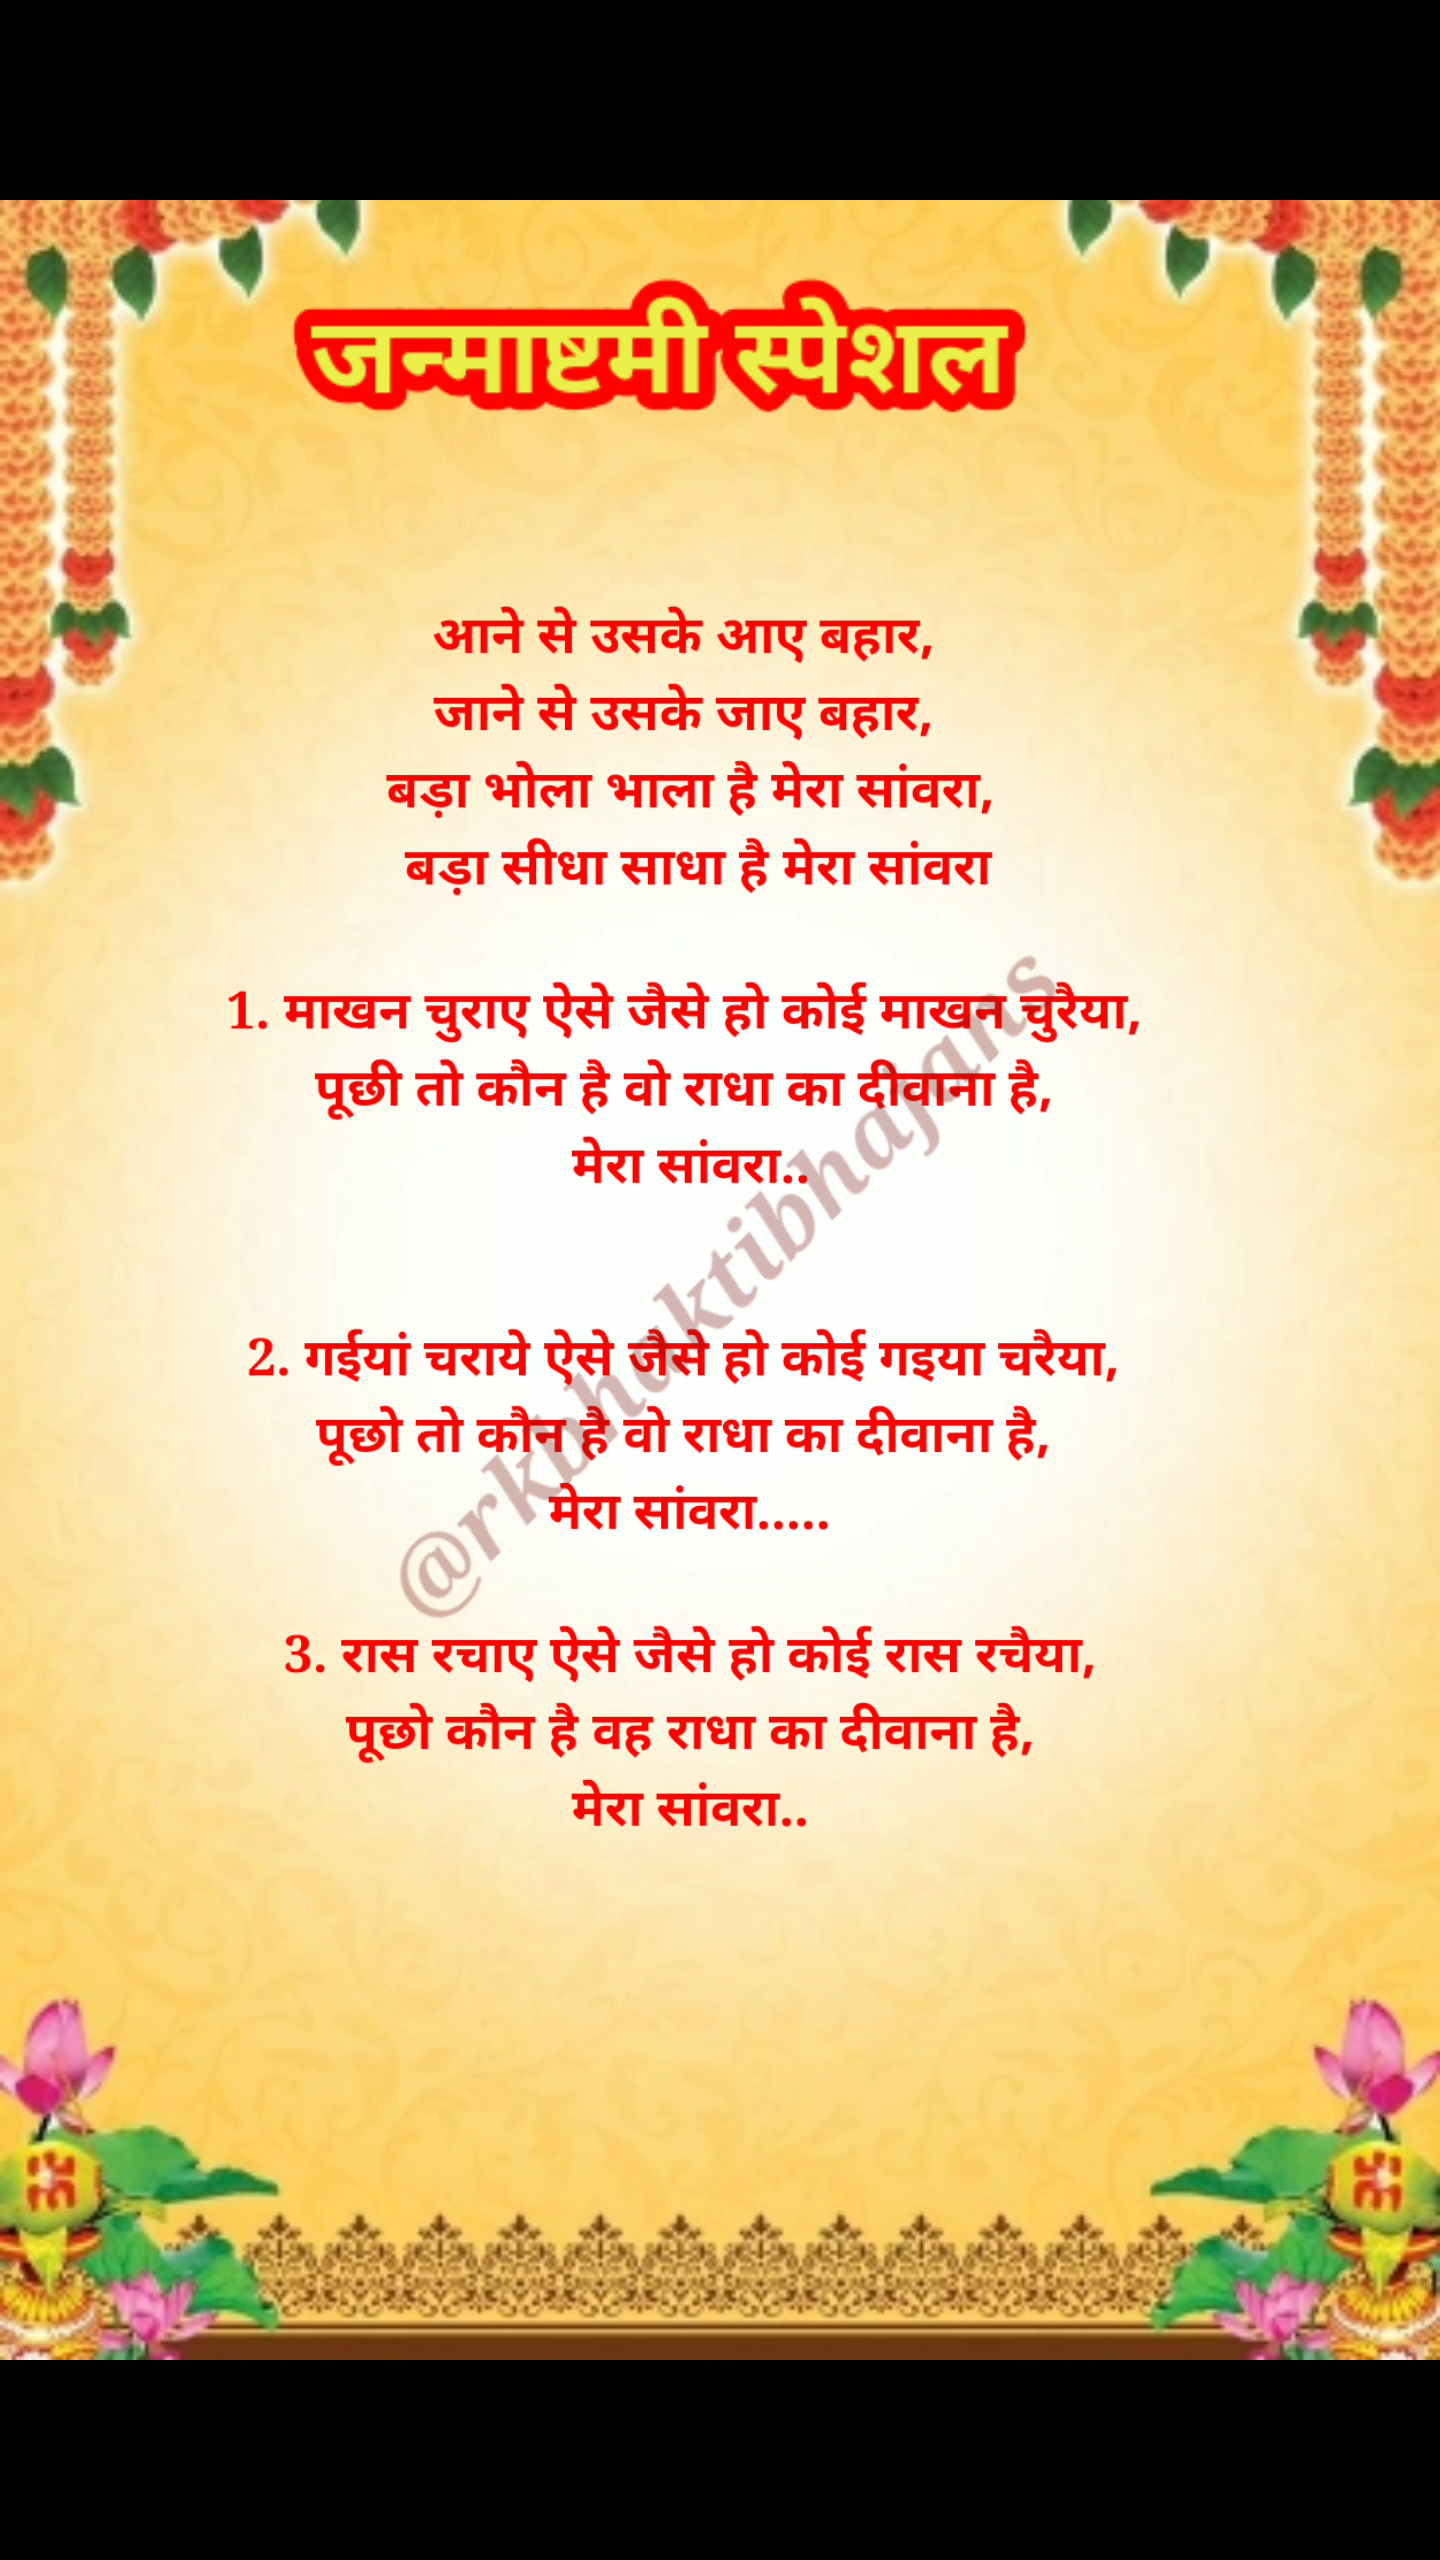 जन्माष्टमी स्पेशल
आने से उसके आए बहार,
जाने से उसके जाए बहार,
बड़ा भोला भाला है मेरा सांवरा,
बड़ा सीधा साधा है मेरा सांवरा
1. माखन चुराए ऐसे जैसे हो कोई माखन चुरैया,
पूछी तो कौन है वो राधा का दीवाना है,
मेरा सांवरा..
2. गईयां चराये ऐसे जैसे हो कोई गइया चरैया,
पूछो तो कौन है वो राधा का दीवाना है,
मेरा सांवरा.....
3. रास रचाए ऐसे जैसे हो कोई रास रचैया,
पूछो कौन है वह राधा का दीवाना है,
मेरा सांवरा..
@rkbhaktibhajans